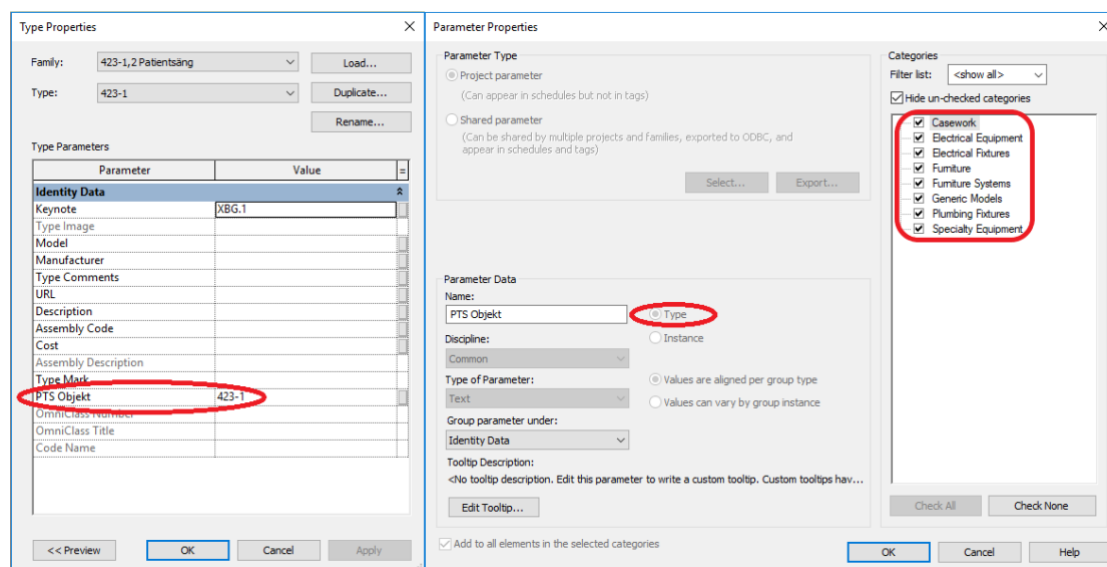 Type Properties
Family:
423-1,2 Patientsäng
Load...
Type:
423-1
Duplicate...
Rename...
Type Parameters
Parameter
Value
=
Identity Data
Keynote
XBG.1
Type Image
Model
Manufacturer
Type Comments
URL
Description
Assembly Code
Cost
Assembly Description
Type Mark
PTS Objekt
423-1
OmniClass Number
OmniClass Title
Code Name
<< Preview
OK
Cancel
Apply
Parameter Properties
Parameter Type
Project parameter
(Can appear in schedules but not in tags)
Shared parameter
(Can be shared by multiple projects and families, exported to ODBC, and
appear in schedules and tags)
Select...
Export...
Parameter Data
Name:
PTS Objekt
Type
Discipline:
Instance
Common
Type of Parameter:
Values are aligned per group type
Text
Values can vary by group instance
Group parameter under:
Identity Data
Tooltip Description:
<No tooltip description. Edit this parameter to write a custom tooltip. Custom tooltips hav...
Edit Tooltip...
Add to all elements in the selected categories
Categories
Filter list:
<show all>
Hide un-checked categories
Casework
Electrical Equipment
Electrical Fixtures
Furniture
Furniture Systems
Generic Models
Plumbing Fixtures
Specialty Equipment
Check All
Check None
OK
Cancel
Help